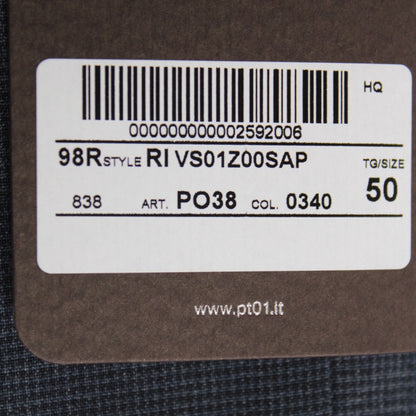 HQ
000000000002592006
98R STYLE RI VS01Z00SAP TG/SIZE
838 ART. PO38 COL. 0340 50
www.pt01.it